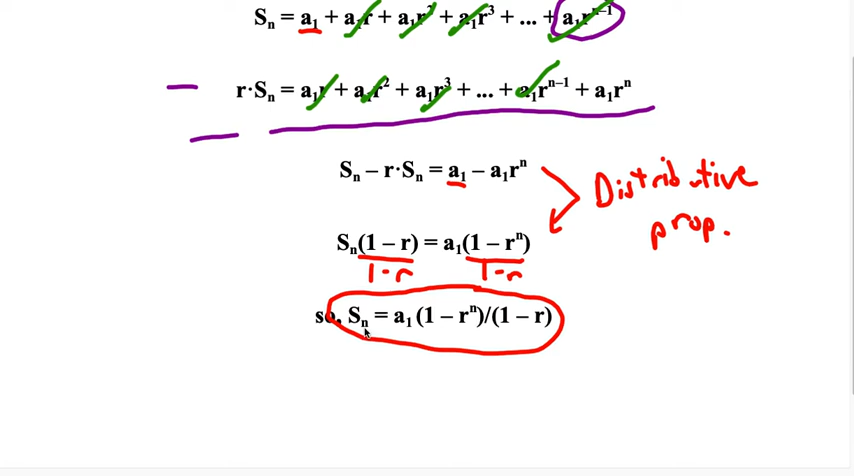 Sₙ = a₁ + a₁r + a₁r² + a₁r³ + ... + a₁rⁿ⁻¹
— r·Sₙ = a₁r + a₁r² + a₁r³ + ... + a₁rⁿ⁻¹ + a₁rⁿ
Sₙ – r·Sₙ = a₁ – a₁rⁿ
Distributive
prop.
Sₙ(1 – r) = a₁(1 – rⁿ)
1-r 1-r
so, Sₙ = a₁ (1 – rⁿ)/(1 – r)